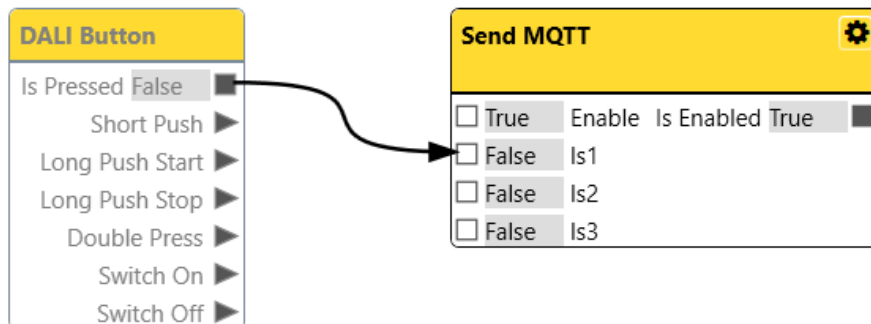 DALI Button
Is Pressed False
Short Push
Long Push Start
Long Push Stop
Double Press
Switch On
Switch Off
Send MQTT
True Enable Is Enabled True
False Is1
False Is2
False Is3